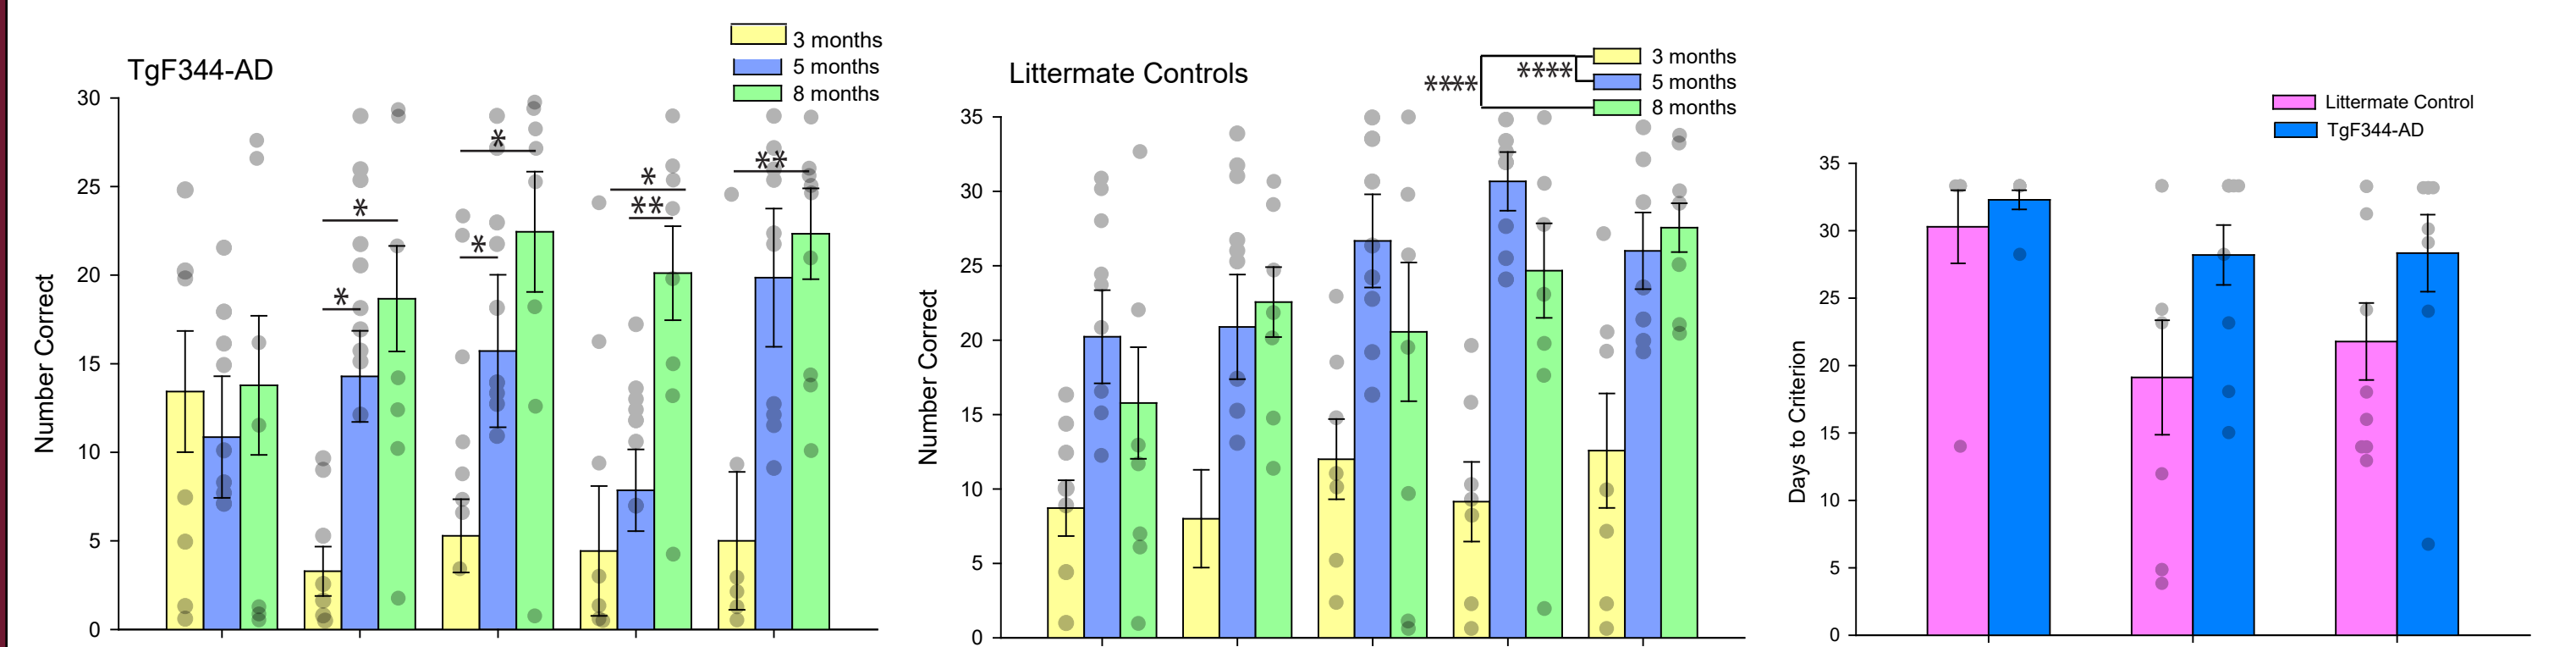 TgF344-AD
3 months
5 months
8 months
Number Correct
30
25
20
15
10
5
0
*
*
*
*
*
**
**
Littermate Controls
3 months
5 months
8 months
****
****
Number Correct
35
30
25
20
15
10
5
0
Littermate Control
TgF344-AD
Days to Criterion
35
30
25
20
15
10
5
0